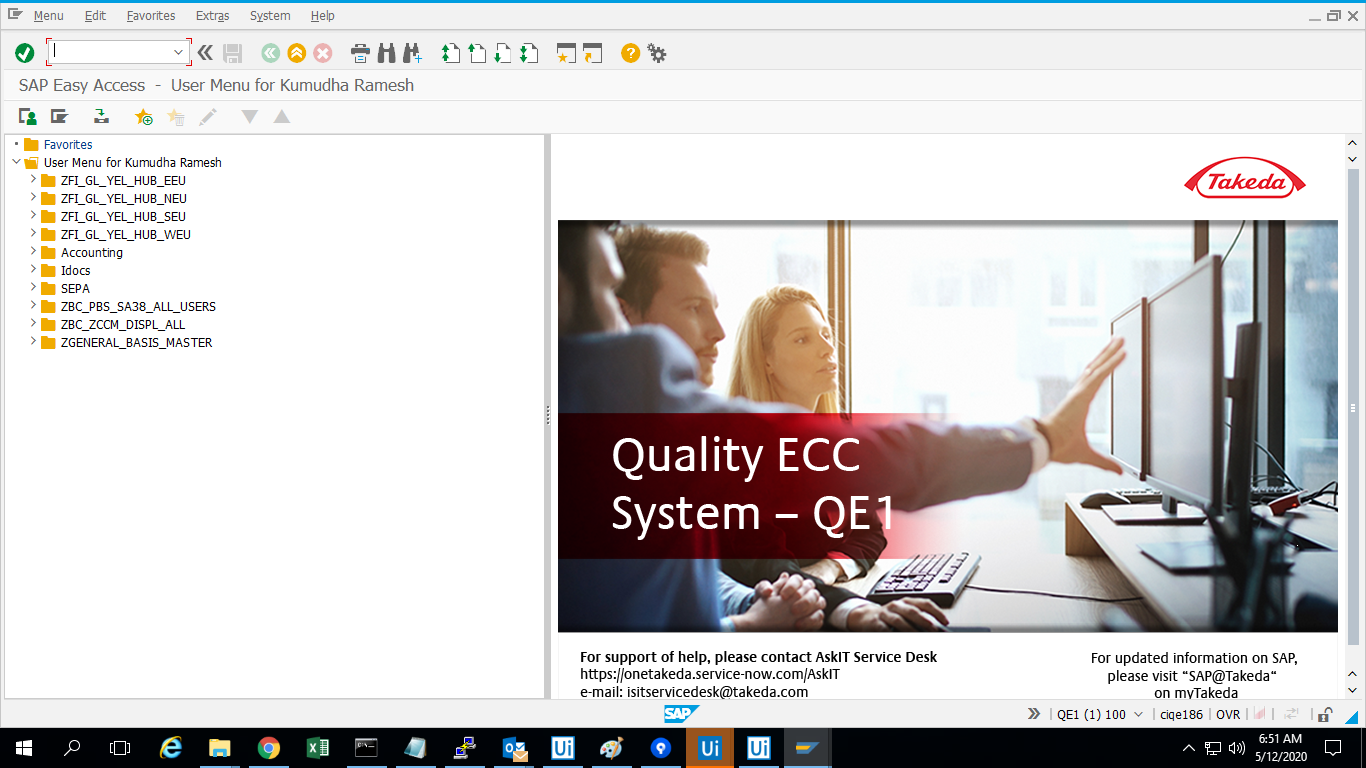 Menu Edit Favorites Extras System Help
SAP Easy Access - User Menu for Kumudha Ramesh
Favorites
User Menu for Kumudha Ramesh
ZFI_GL_YEL_HUB_EEU
ZFI_GL_YEL_HUB_NEU
ZFI_GL_YEL_HUB_SEU
ZFI_GL_YEL_HUB_WEU
Accounting
Idocs
SEPA
ZBC_PBS_SA38_ALL_USERS
ZBC_ZCCM_DISPL_ALL
ZGENERAL_BASIS_MASTER
Takeda
Quality ECC
System – QE1
For support of help, please contact AskIT Service Desk
https://onetakeda.service-now.com/AskIT
e-mail: isitservicedesk@takeda.com
For updated information on SAP,
please visit “SAP@Takeda“
on myTakeda
SAP
QE1 (1) 100 ciqe186 OVR
Ui Ui Ui
6:51 AM
5/12/2020